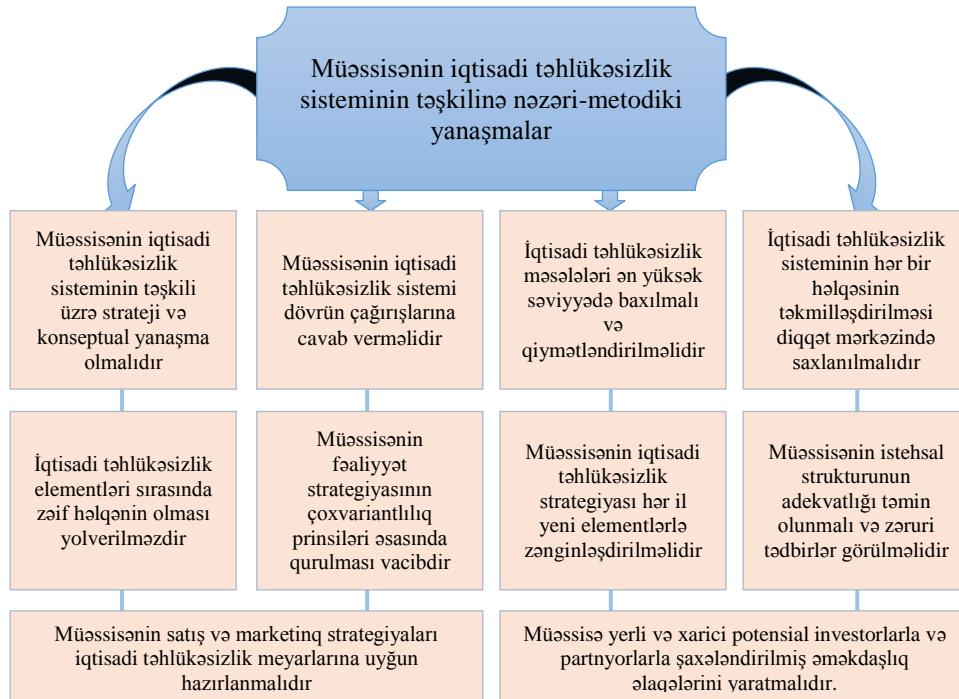 Müəssisənin iqtisadi təhlükəsizlik
sisteminin təşkilinə nəzəri-metodiki
yanaşmalar
Müəssisənin iqtisadi
təhlükəsizlik
sisteminin təşkili
üzrə strateji və
konseptual yanaşma
olmalıdır
Müəssisənin iqtisadi
təhlükəsizlik sistemi
dövrün çağırışlarına
cavab verməlidir
İqtisadi təhlükəsizlik
məsələləri ən yüksək
səviyyədə baxılmalı
və
qiymətləndirilməlidir
İqtisadi təhlükəsizlik
sisteminin hər bir
həlqəsinin
təkmilləşdirilməsi
diqqət mərkəzində
saxlanılmalıdır
İqtisadi təhlükəsizlik
elementləri sırasında
zəif həlqənin olması
yolverilməzdir
Müəssisənin
fəaliyyət
strategiyasının
çoxvariantlılıq
prinsiləri əsasında
qurulması vacibdir
Müəssisənin iqtisadi
təhlükəsizlik
strategiyası hər il
yeni elementlərlə
zənginləşdirilməlidir
Müəssisənin istehsal
strukturunun
adekvatlığı təmin
olunmalı və zəruri
tədbirlər görülməlidir
Müəssisənin satış və marketinq strategiyaları
iqtisadi təhlükəsizlik meyarlarına uyğun
hazırlanmalıdır
Müəssisə yerli və xarici potensial investorlarla və
partnyorlarla şaxələndirilmiş əməkdaşlıq
əlaqələrini yaratmalıdır.